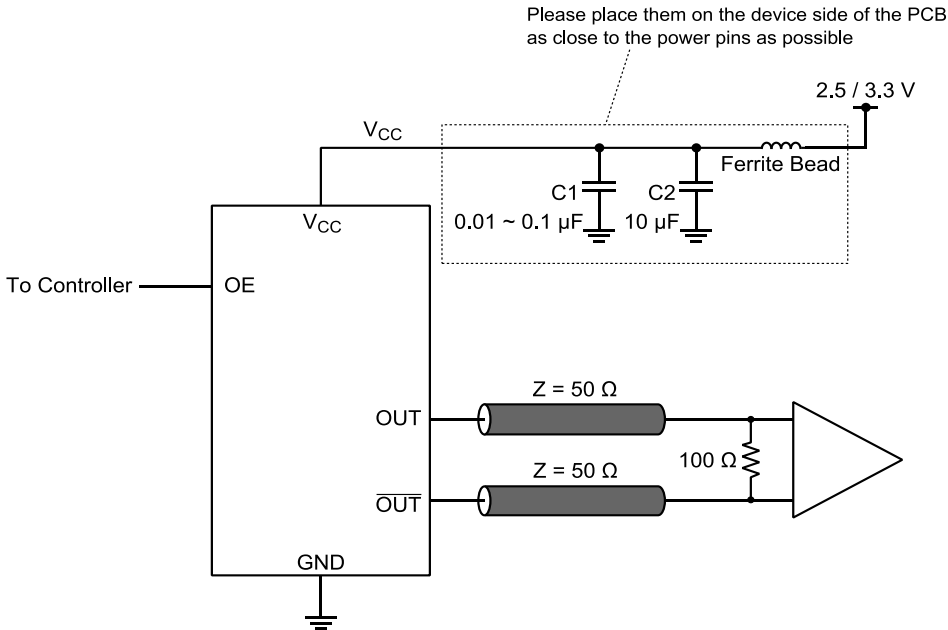 Please place them on the device side of the PCB
as close to the power pins as possible
2.5 / 3.3 V
VCC
Ferrite Bead
C1
C2
0.01 ~ 0.1 µF
10 µF
VCC
To Controller
OE
Z = 50 Ω
OUT
100 Ω
Z = 50 Ω
O̅U̅T̅
GND